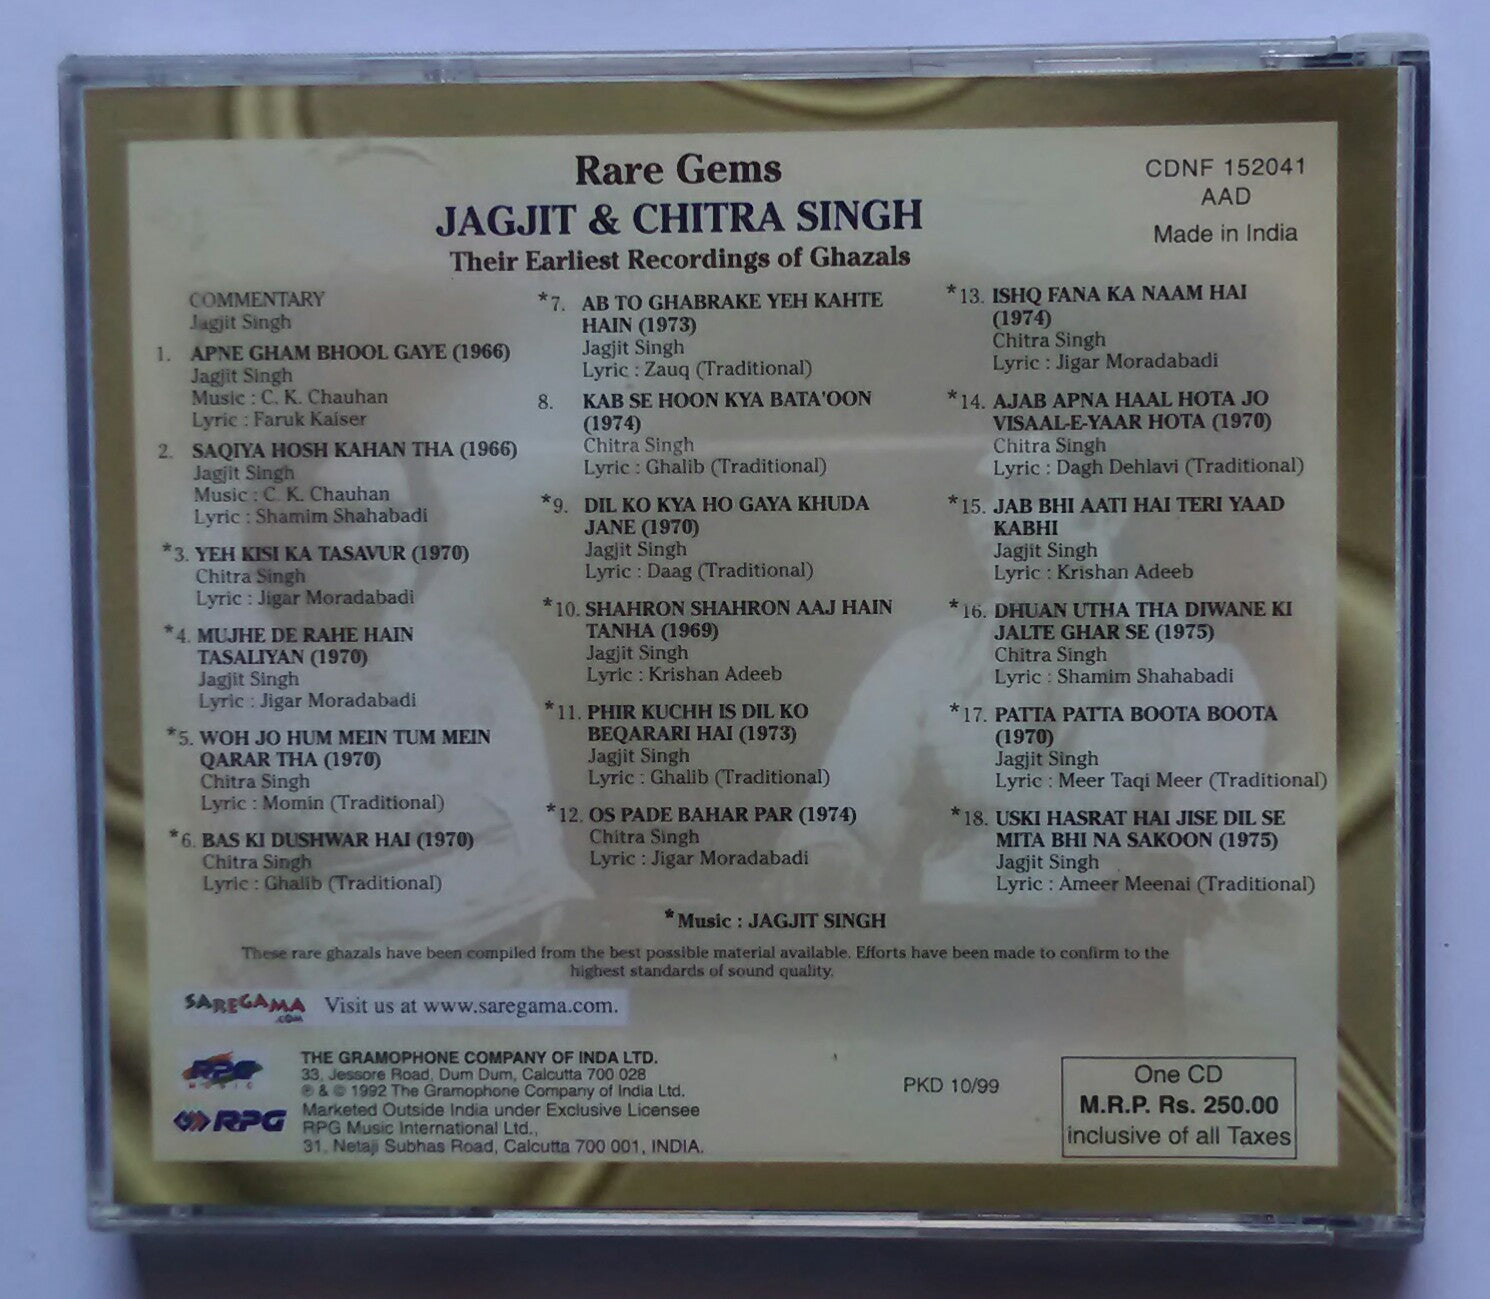 Rare Gems
JAGJIT & CHITRA SINGH
Their Earliest Recordings of Ghazals
CDNF 152041
AAD
Made in India
COMMENTARY
Jagjit Singh
1. APNE GHAM BHOOL GAYE (1966)
Jagjit Singh
Music : C. K. Chauhan
Lyric : Faruk Kaiser
2. SAQIYA HOSH KAHAN THA (1966)
Jagjit Singh
Music : C. K. Chauhan
Lyric : Shamim Shahabadi
*3. YEH KISI KA TASAVUR (1970)
Chitra Singh
Lyric : Jigar Moradabadi
*4. MUJHE DE RAHE HAIN
TASALIYAN (1970)
Jagjit Singh
Lyric : Jigar Moradabadi
*5. WOH JO HUM MEIN TUM MEIN
QARAR THA (1970)
Chitra Singh
Lyric : Momin (Traditional)
*6. BAS KI DUSHWAR HAI (1970)
Chitra Singh
Lyric : Ghalib (Traditional)
*7. AB TO GHABRAKE YEH KAHTE
HAIN (1973)
Jagjit Singh
Lyric : Zauq (Traditional)
8. KAB SE HOON KYA BATA'OON
(1974)
Chitra Singh
Lyric : Ghalib (Traditional)
*9. DIL KO KYA HO GAYA KHUDA
JANE (1970)
Jagjit Singh
Lyric : Daag (Traditional)
*10. SHAHRON SHAHRON AAJ HAIN
TANHA (1969)
Jagjit Singh
Lyric : Krishan Adeeb
*11. PHIR KUCHH IS DIL KO
BEQARARI HAI (1973)
Jagjit Singh
Lyric : Ghalib (Traditional)
*12. OS PADE BAHAR PAR (1974)
Chitra Singh
Lyric : Jigar Moradabadi
*13. ISHQ FANA KA NAAM HAI
(1974)
Chitra Singh
Lyric : Jigar Moradabadi
*14. AJAB APNA HAAL HOTA JO
VISAAL-E-YAAR HOTA (1970)
Chitra Singh
Lyric : Dagh Dehlavi (Traditional)
*15. JAB BHI AATI HAI TERI YAAD
KABHI
Jagjit Singh
Lyric : Krishan Adeeb
*16. DHUAN UTHA THA DIWANE KI
JALTE GHAR SE (1975)
Chitra Singh
Lyric : Shamim Shahabadi
*17. PATTA PATTA BOOTA BOOTA
(1970)
Jagjit Singh
Lyric : Meer Taqi Meer (Traditional)
*18. USKI HASRAT HAI JISE DIL SE
MITA BHI NA SAKOON (1975)
Jagjit Singh
Lyric : Ameer Meenai (Traditional)
*Music : JAGJIT SINGH
These rare ghazals have been compiled from the best possible material available. Efforts have been made to confirm to the
highest standards of sound quality.
SAREGAMA
.com
Visit us at www.saregama.com.
RPG
MUSIC
RPG
THE GRAMOPHONE COMPANY OF INDA LTD.
33, Jessore Road, Dum Dum, Calcutta 700 028
℗ & © 1992 The Gramophone Company of India Ltd.
Marketed Outside India under Exclusive Licensee
RPG Music International Ltd.,
31, Netaji Subhas Road, Calcutta 700 001, INDIA.
PKD 10/99
One CD
M.R.P. Rs. 250.00
inclusive of all Taxes